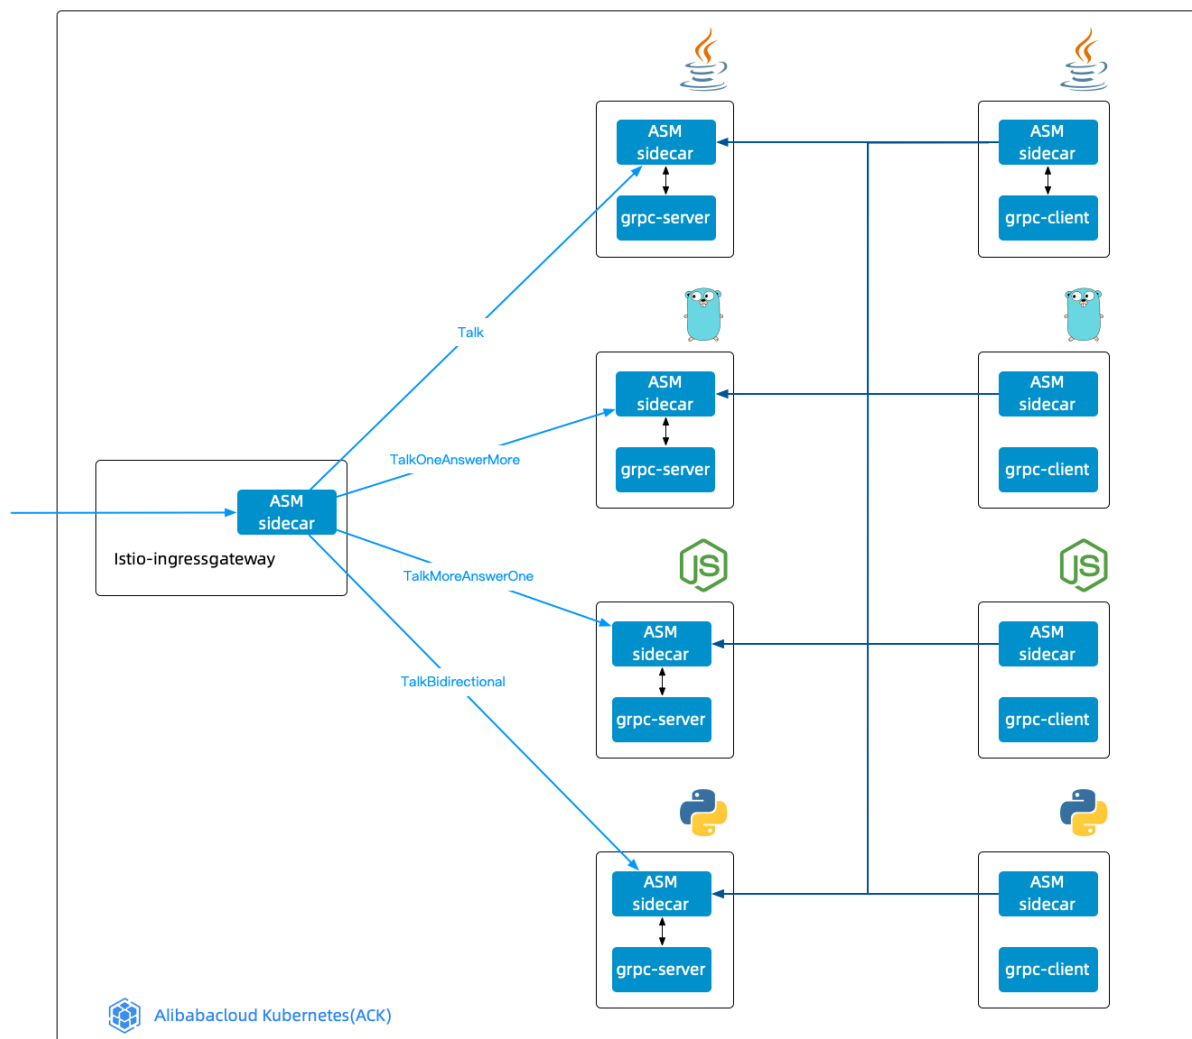 ASM
sidecar
grpc-server
ASM
sidecar
grpc-client
Talk
ASM
sidecar
grpc-server
ASM
sidecar
grpc-client
TalkOneAnswerMore
ASM
sidecar
Istio-ingressgateway
TalkMoreAnswerOne
JS
JS
ASM
sidecar
grpc-server
ASM
sidecar
grpc-client
TalkBidirectional
ASM
sidecar
grpc-server
ASM
sidecar
grpc-client
Alibabacloud Kubernetes(ACK)